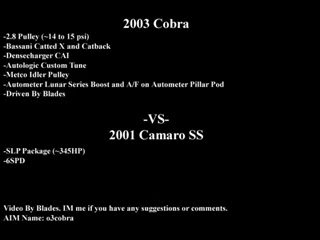 2003 Cobra
-2.8 Pulley (~14 to 15 psi)
-Bassani Catted X and Catback
-Densecharger CAI
-Autologic Custom Tune
-Metco Idler Pulley
-Autometer Lunar Series Boost and A/F on Autometer Pillar Pod
-Driven By Blades
-VS-
2001 Camaro SS
-SLP Package (~345HP)
-6SPD
Video By Blades. IM me if you have any suggestions or comments.
AIM Name: o3cobra